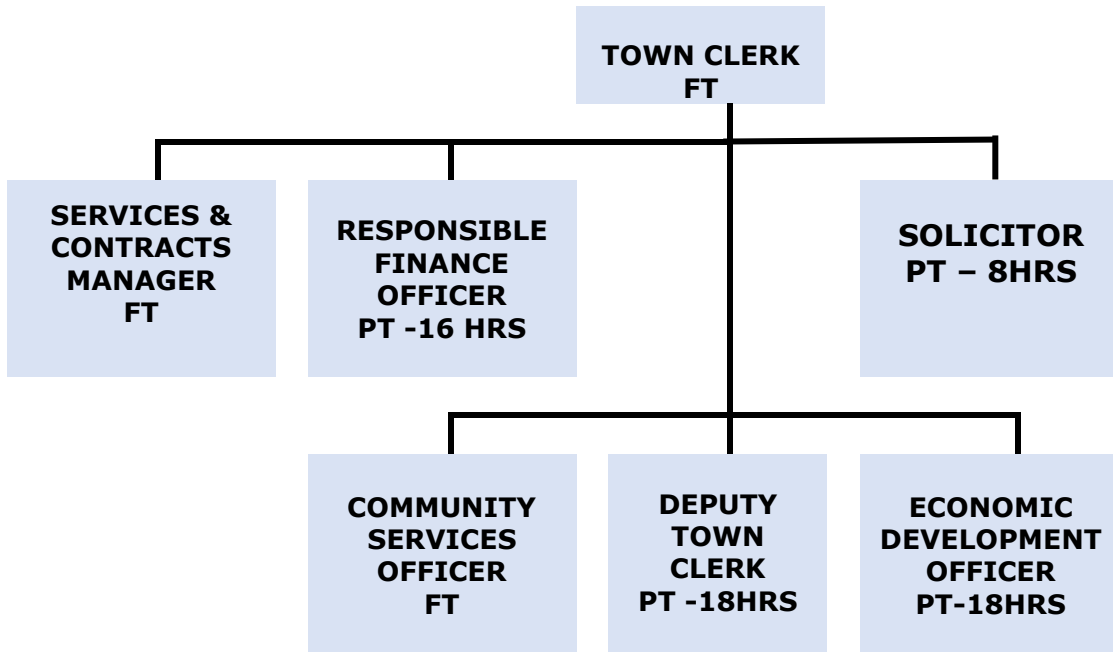 TOWN CLERK
FT
SERVICES &
CONTRACTS
MANAGER
FT
RESPONSIBLE
FINANCE
OFFICER
PT -16 HRS
SOLICITOR
PT – 8HRS
COMMUNITY
SERVICES
OFFICER
FT
DEPUTY
TOWN
CLERK
PT -18HRS
ECONOMIC
DEVELOPMENT
OFFICER
PT-18HRS